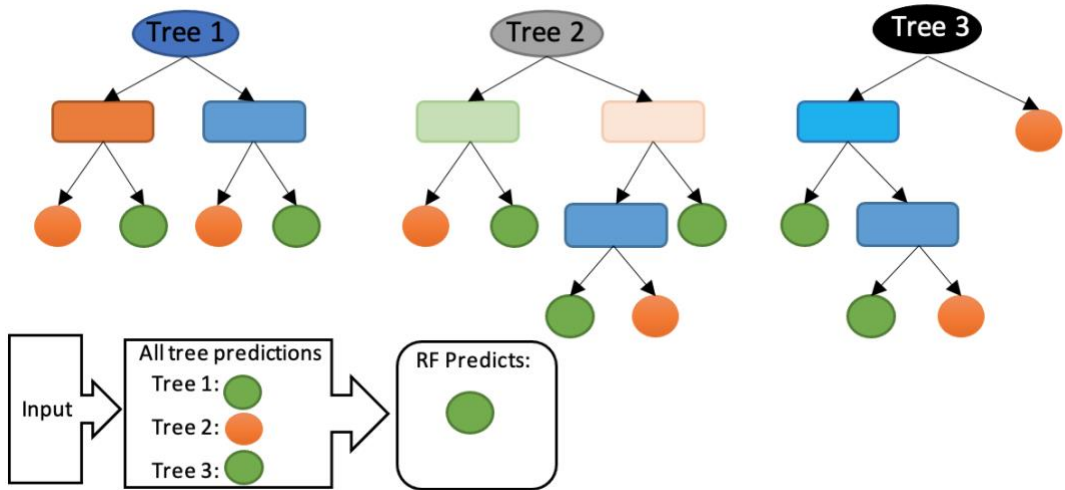 Tree 1
Tree 2
Tree 3
Input
All tree predictions
Tree 1:
Tree 2:
Tree 3:
RF Predicts: